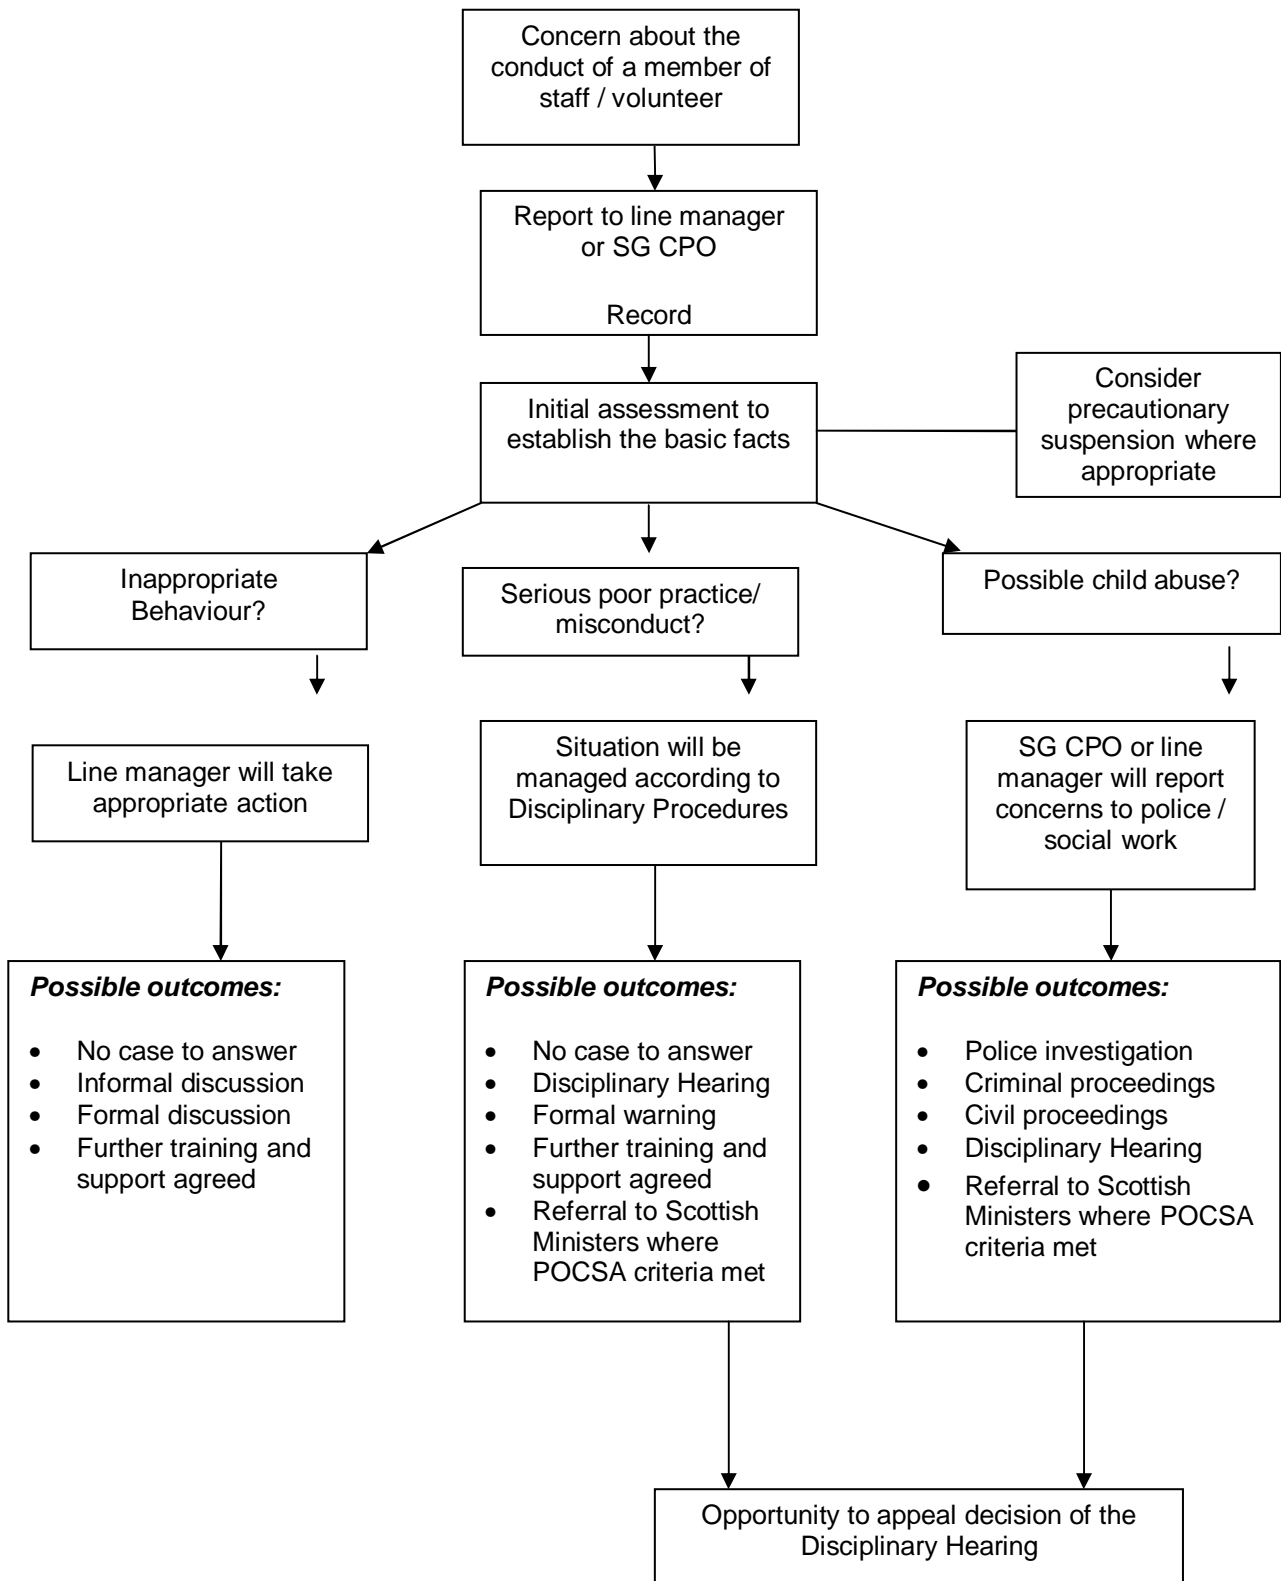 Concern about the
conduct of a member of
staff / volunteer
Report to line manager
or SG CPO
Record
Initial assessment to
establish the basic facts
Consider
precautionary
suspension where
appropriate
Inappropriate
Behaviour?
Serious poor practice/
misconduct?
Possible child abuse?
Line manager will take
appropriate action
Situation will be
managed according to
Disciplinary Procedures
SG CPO or line
manager will report
concerns to police /
social work
Possible outcomes:
• No case to answer
• Informal discussion
• Formal discussion
• Further training and
support agreed
Possible outcomes:
• No case to answer
• Disciplinary Hearing
• Formal warning
• Further training and
support agreed
• Referral to Scottish
Ministers where
POCSA criteria met
Possible outcomes:
• Police investigation
• Criminal proceedings
• Civil proceedings
• Disciplinary Hearing
• Referral to Scottish
Ministers where POCSA
criteria met
Opportunity to appeal decision of the
Disciplinary Hearing